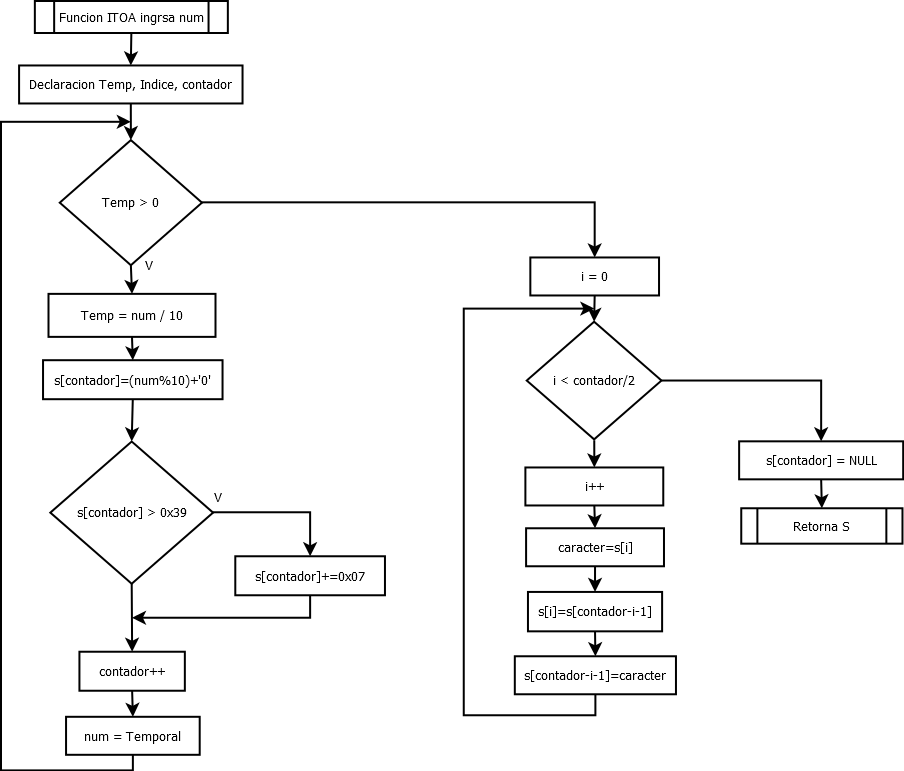 Funcion ITOA ingrsa num
Declaracion Temp, Indice, contador
Temp > 0
V
Temp = num / 10
s[contador]=(num%10)+'0'
s[contador] > 0x39
V
s[contador]+=0x07
contador++
num = Temporal
i = 0
i < contador/2
i++
caracter=s[i]
s[i]=s[contador-i-1]
s[contador-i-1]=caracter
s[contador] = NULL
Retorna S